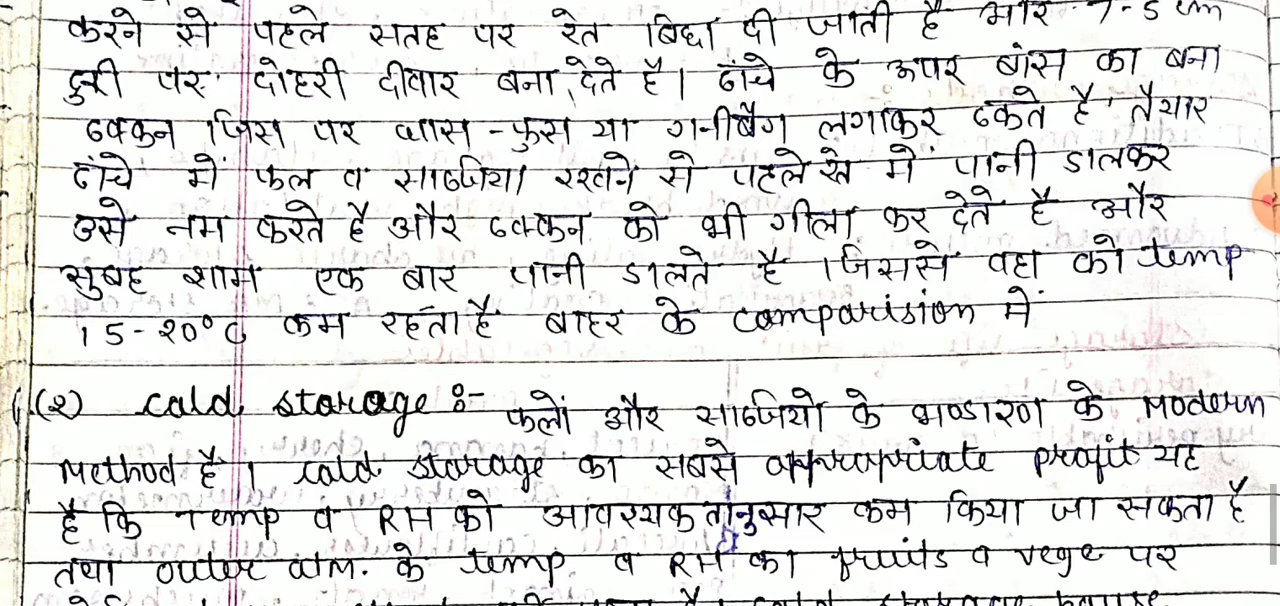 करने से पहले सतह पर रेत बिछा दी जाती है और 7-5 cm
दुरी पर दोहरी दीवार बना देते है। ढांचे के ऊपर बांस का बना
ढक्कन जिस पर घास-फुस या गनीबैग लगाकर ढकते है तैयार
ढांचे में फल व साब्जिया रखने से पहले रेत में पानी डालकर
उसे नम करते है और ढक्कन को भी गीला कर देते है और
सुबह शाम एक बार पानी डालते है । जिससे वहा को temp
15-20°C कम रहता है बाहर के comparision में
(2) cold storage :- फलों और साब्जियो के भण्डारण के Modern
Method है । cold storage का सबसे appropriate profit यह
है कि Temp व RH को आवश्यकतानुसार कम किया जा सकता है
तथा outer atm. के temp व RH का fruits व vege पर